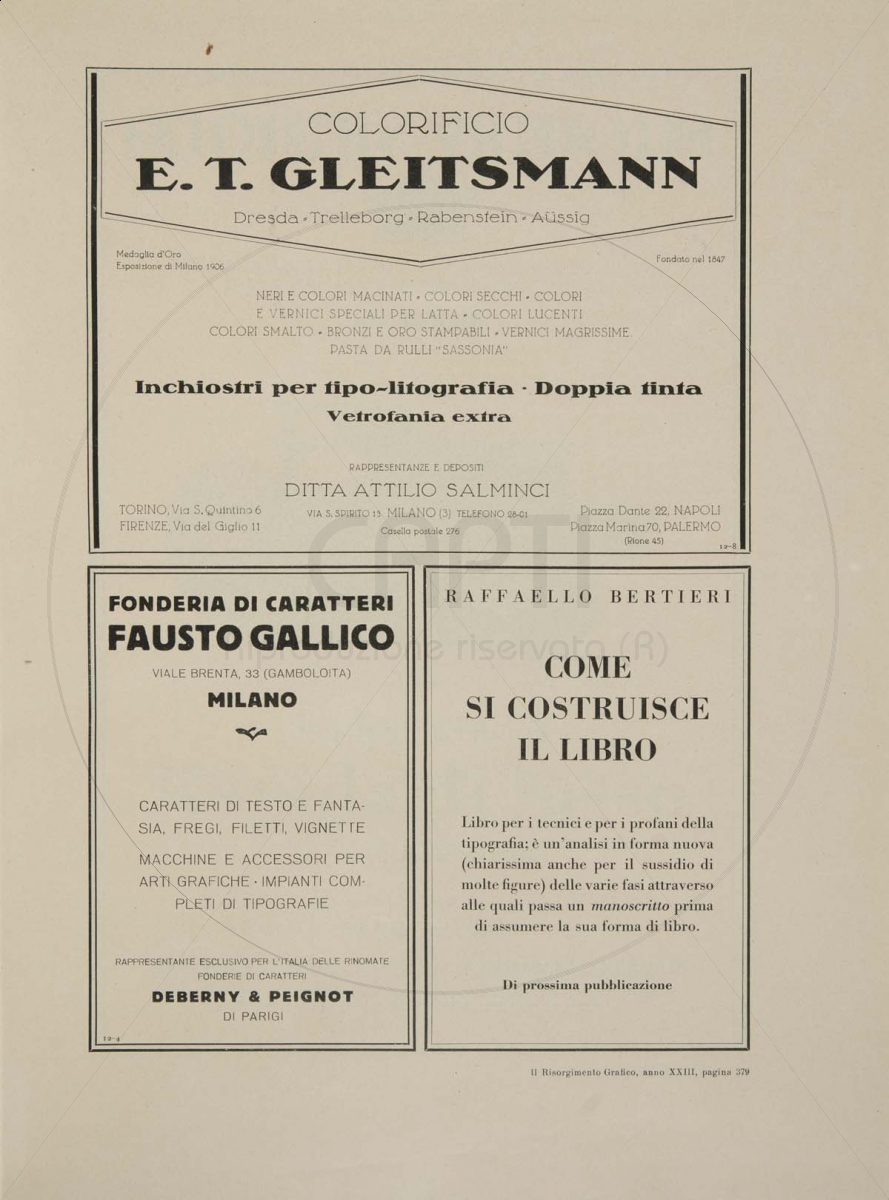 COLORIFICIO
E. T. GLEITSMANN
Dresda - Trelleborg - Rabenstein - Aüssig
Medaglia d'Oro
Esposizione di Milano 1906
Fondato nel 1847
NERI E COLORI MACINATI - COLORI SECCHI - COLORI
E VERNICI SPECIALI PER LATTA - COLORI LUCENTI
COLORI SMALTO - BRONZI E ORO STAMPABILI - VERNICI MAGRISSIME
PASTA DA RULLI "SASSONIA"
Inchiostri per tipo-litografia - Doppia tinta
Vetrofania extra
RAPPRESENTANZE E DEPOSITI
DITTA ATTILIO SALMINCI
TORINO, Via S. Quintino 6
FIRENZE, Via del Giglio 11
VIA S. SPIRITO 13. MILANO (3) TELEFONO 28-01
Casella postale 276
Piazza Dante 22, NAPOLI
Piazza Marina 70, PALERMO
(Rione 45)
12-8
FONDERIA DI CARATTERI
FAUSTO GALLICO
VIALE BRENTA, 33 (GAMBOLOITA)
MILANO
CARATTERI DI TESTO E FANTA-
SIA, FREGI, FILETTI, VIGNETTE
MACCHINE E ACCESSORI PER
ARTI GRAFICHE - IMPIANTI COM-
PLETI DI TIPOGRAFIE
RAPPRESENTANTE ESCLUSIVO PER L'ITALIA DELLE RINOMATE
FONDERIE DI CARATTERI
DEBERNY & PEIGNOT
DI PARIGI
12-4
RAFFAELLO BERTIERI
COME
SI COSTRUISCE
IL LIBRO
Libro per i tecnici e per i profani della
tipografia; è un'analisi in forma nuova
(chiarissima anche per il sussidio di
molte figure) delle varie fasi attraverso
alle quali passa un manoscritto prima
di assumere la sua forma di libro.
Di prossima pubblicazione
Il Risorgimento Grafico, anno XXIII, pagina 379
CAPTI
riproduzione riservata (R)